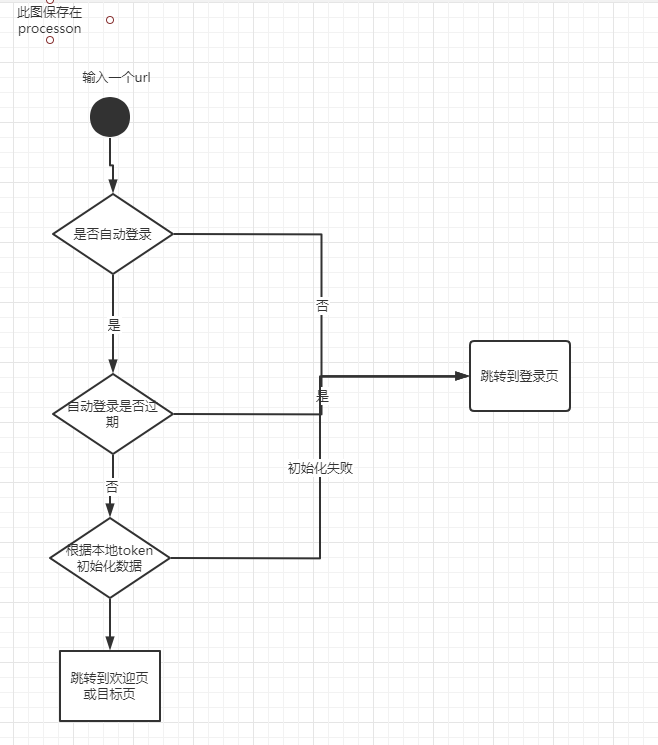 此图保存在
processon
输入一个url
是否自动登录
否
是
跳转到登录页
自动登录是否过
期
是
初始化失败
否
根据本地token
初始化数据
跳转到欢迎页
或目标页